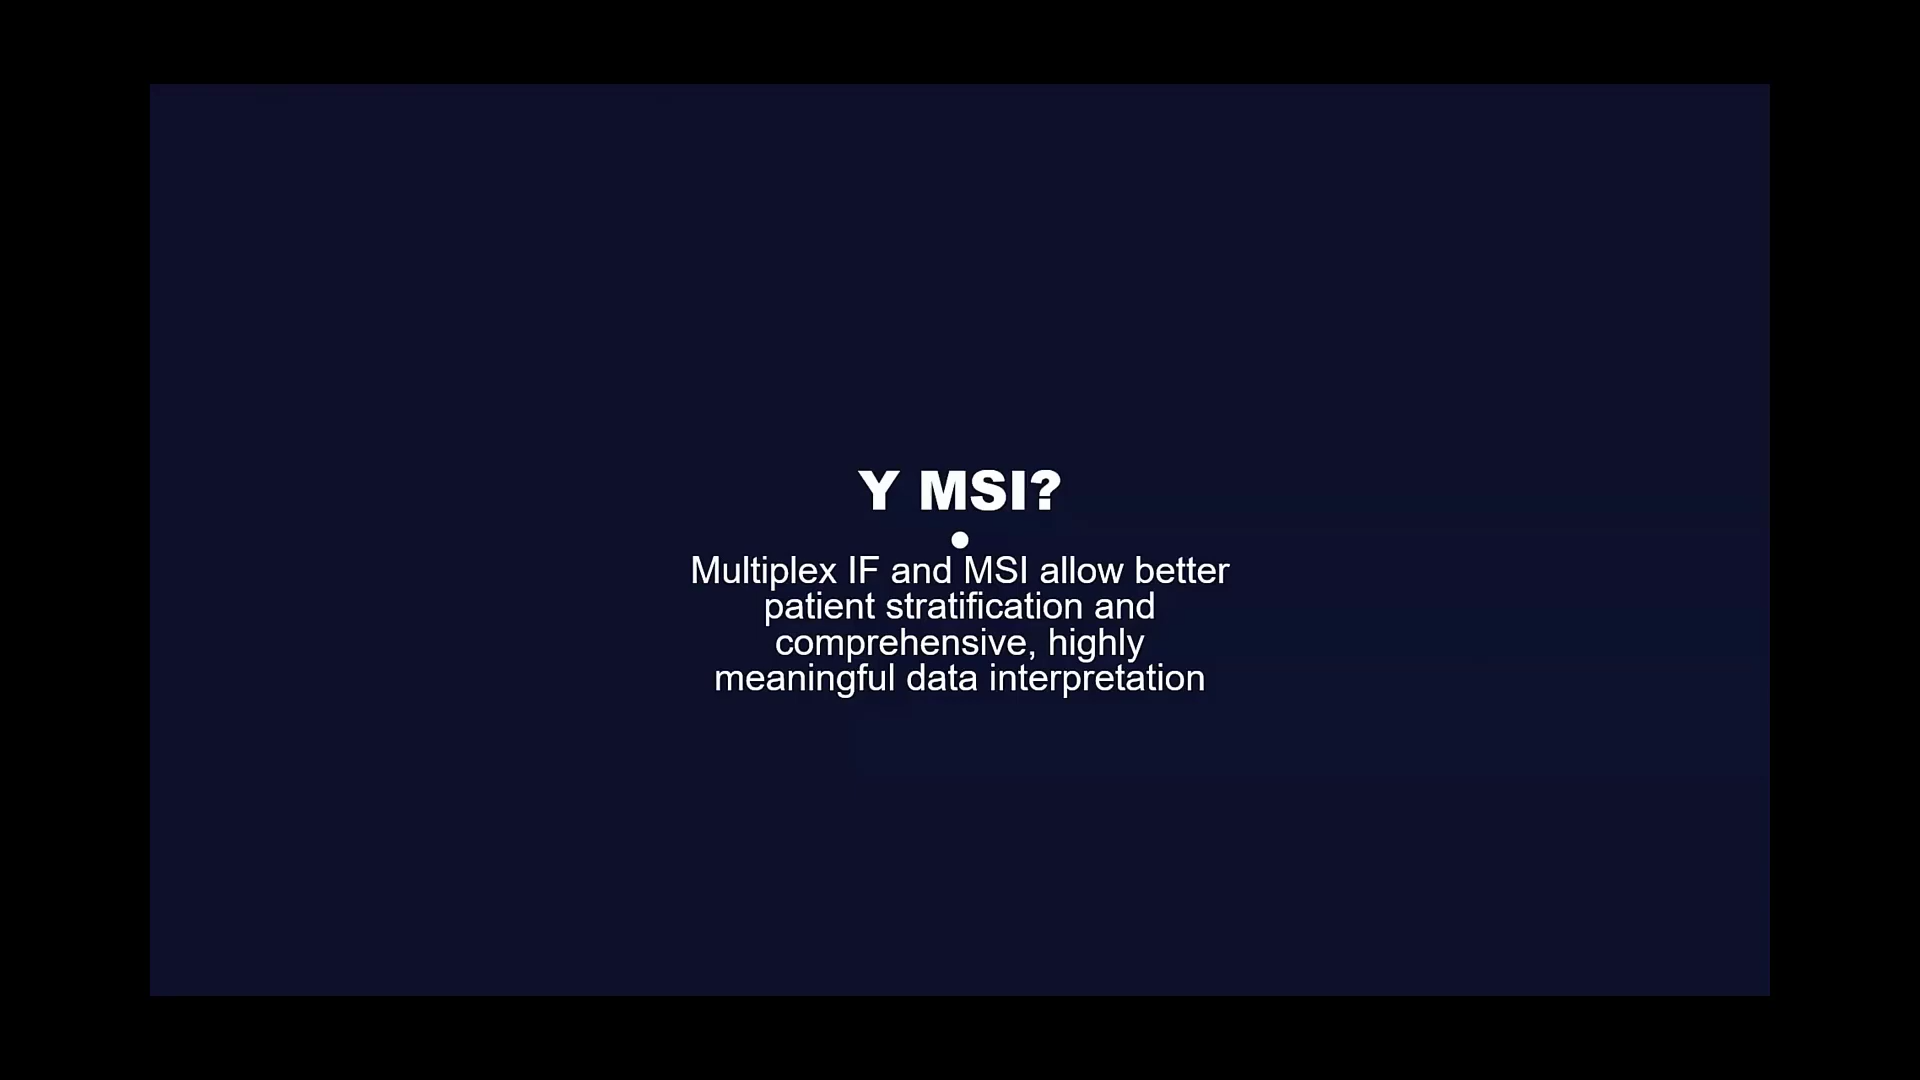 Y MSI?
Multiplex IF and MSI allow better
patient stratification and
comprehensive, highly
meaningful data interpretation